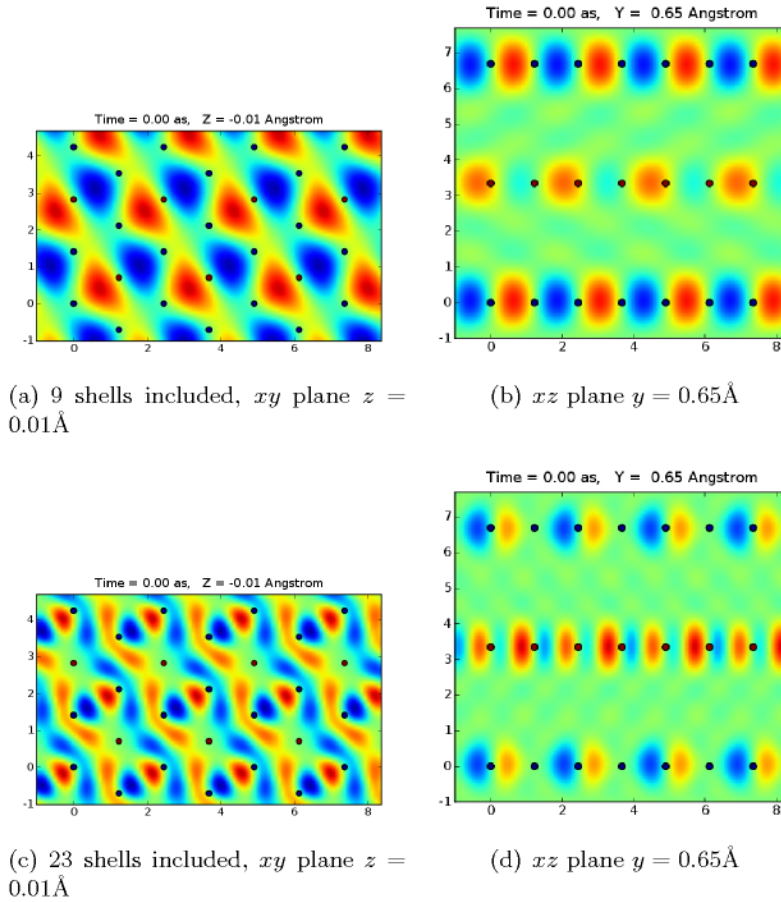 Time = 0.00 as, Y = 0.65 Angstrom
7
6
5
4
3
2
1
0
-1
0 2 4 6 8
Time = 0.00 as, Z = -0.01 Angstrom
4
3
2
1
0
-1
0 2 4 6 8
(a) 9 shells included, xy plane z =
0.01Å
(b) xz plane y = 0.65Å
Time = 0.00 as, Y = 0.65 Angstrom
7
6
5
4
3
2
1
0
-1
0 2 4 6 8
Time = 0.00 as, Z = -0.01 Angstrom
4
3
2
1
0
-1
0 2 4 6 8
(c) 23 shells included, xy plane z =
0.01Å
(d) xz plane y = 0.65Å